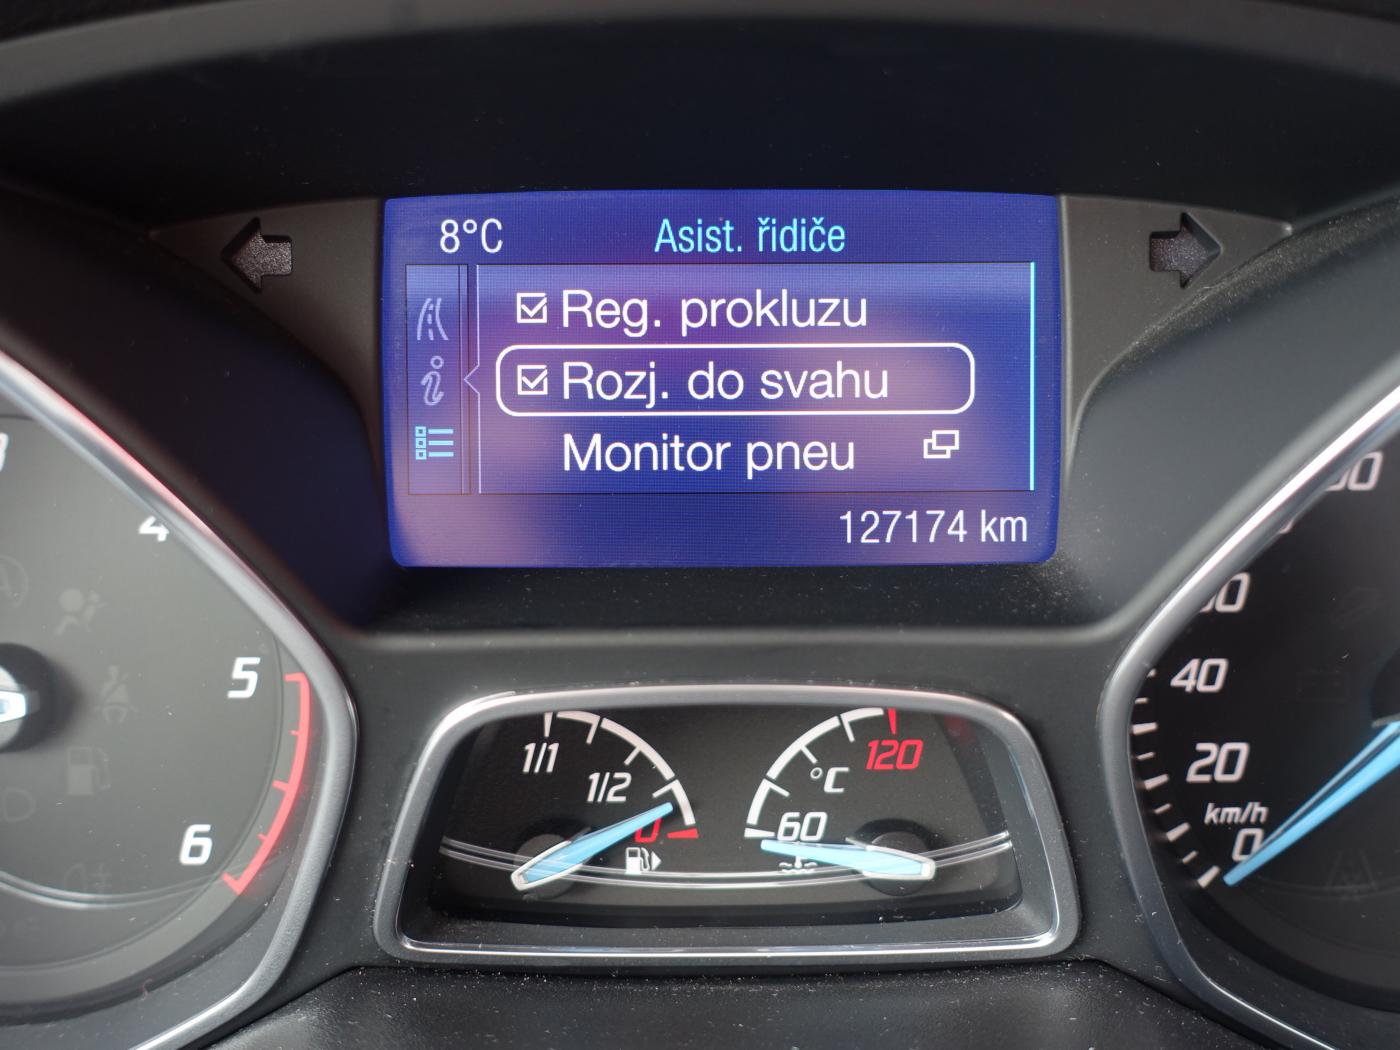 8°C Asist. řidiče
Reg. prokluzu
Rozj. do svahu
Monitor pneu
127174 km
4
5
6
1/1
1/2
0
°C
120
60
40
20
km/h
0